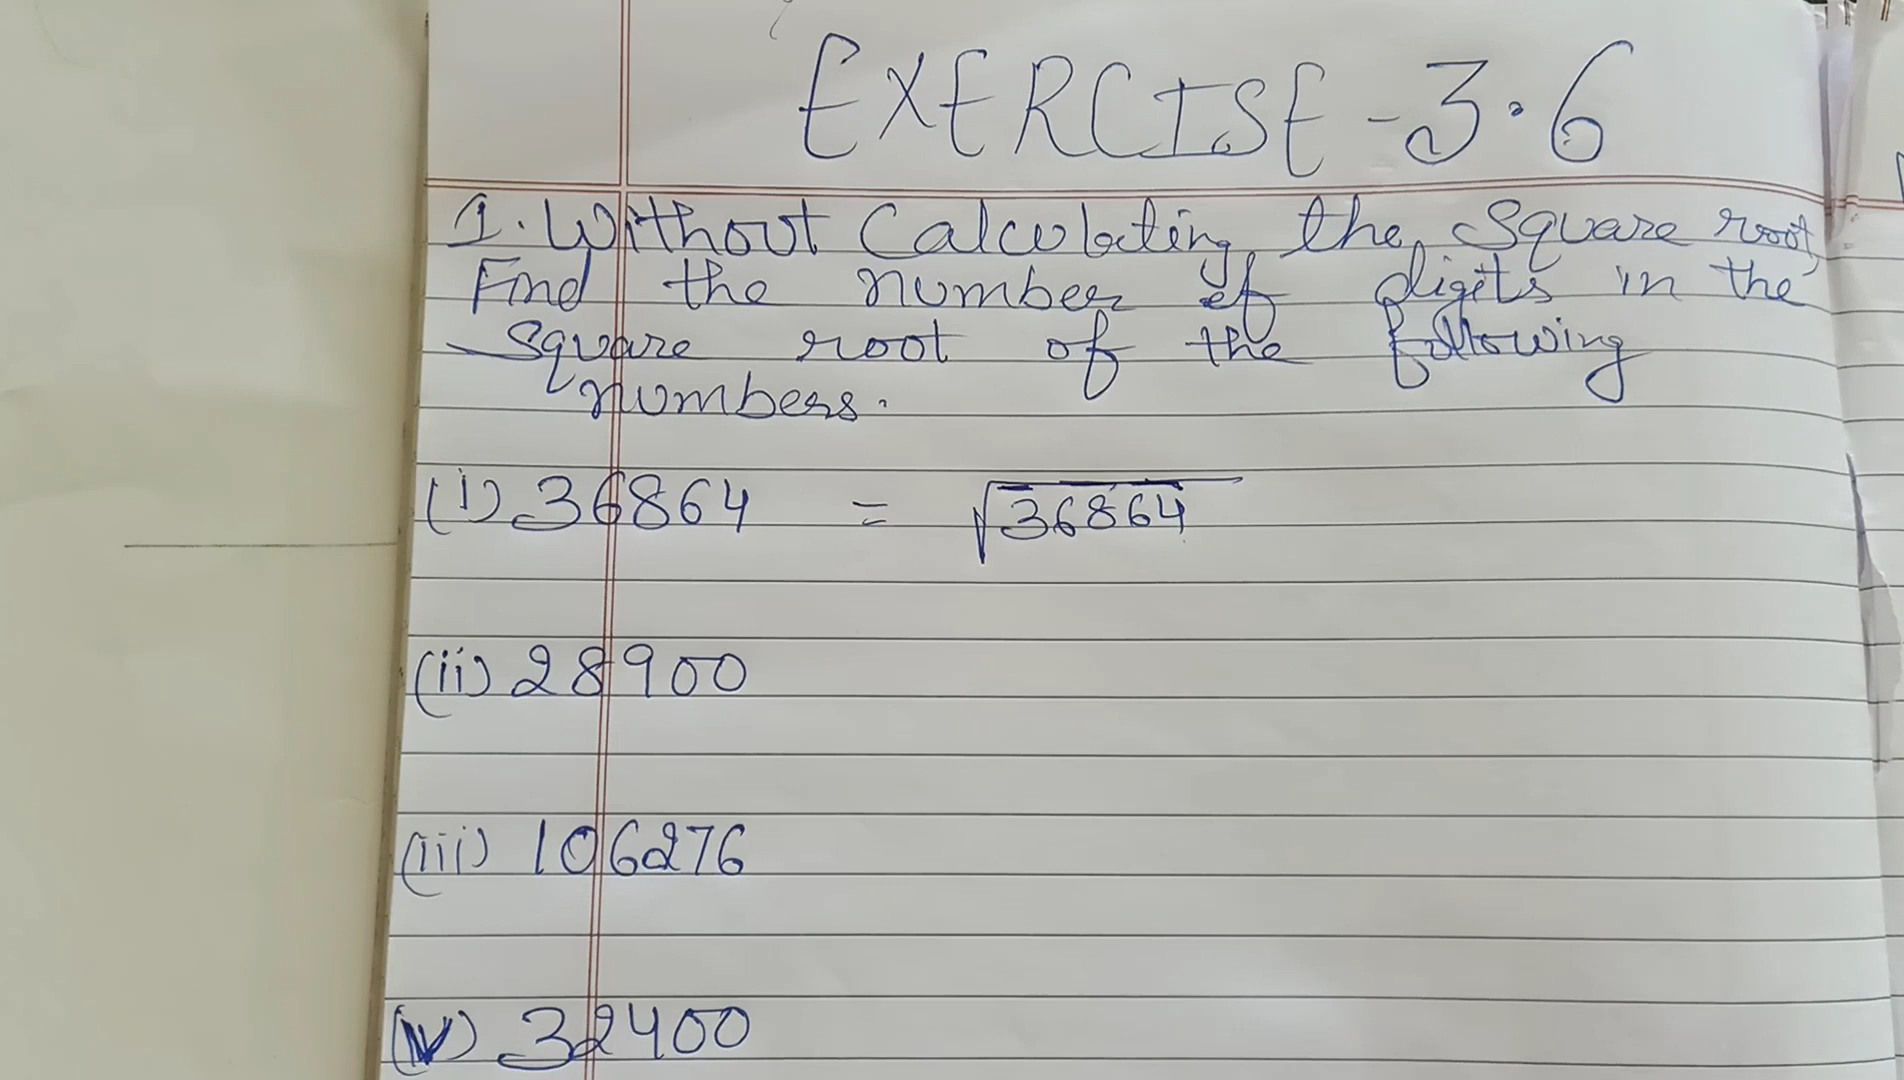 EXERCISE - 3.6
1. Without Calculating the Square root,
Find the number of digits in the
square root of the following
numbers.
(i) 36864 = √36864
(ii) 28900
(iii) 106276
(iv) 32400